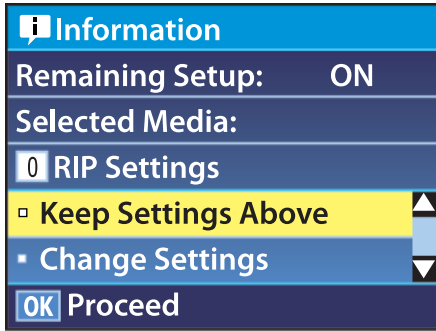 Information
Remaining Setup: ON
Selected Media:
0 RIP Settings
Keep Settings Above
Change Settings
OK Proceed